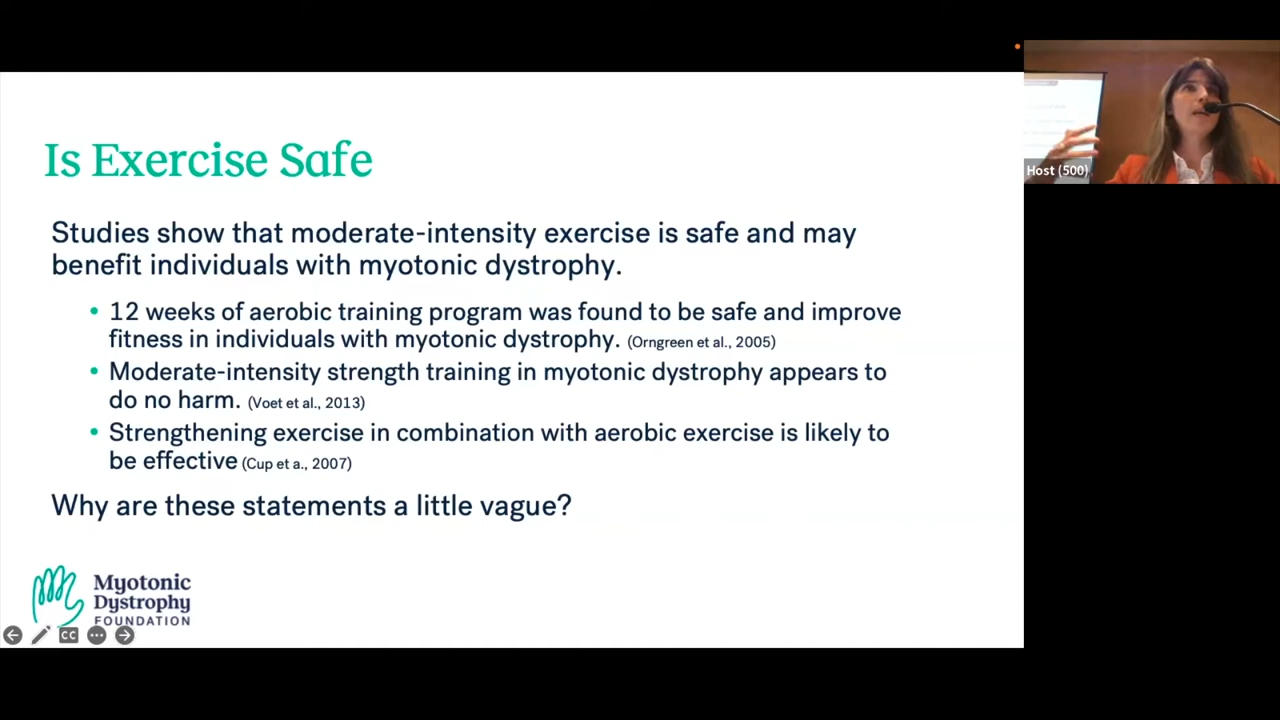 Is Exercise Safe
Studies show that moderate-intensity exercise is safe and may
benefit individuals with myotonic dystrophy.
• 12 weeks of aerobic training program was found to be safe and improve
fitness in individuals with myotonic dystrophy. (Orngreen et al., 2005)
• Moderate-intensity strength training in myotonic dystrophy appears to
do no harm. (Voet et al., 2013)
• Strengthening exercise in combination with aerobic exercise is likely to
be effective (Cup et a., 2007)
Why are these statements a little vague?
Myotonic
Dystrophy
FOUNDATION
CC
Host (500)